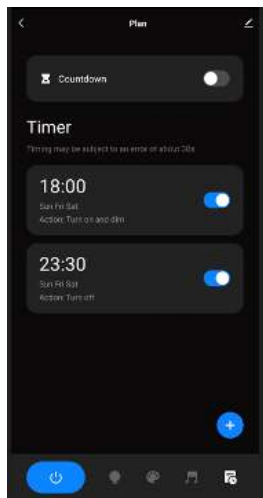 Plan
Countdown
Timer
Timing may be subject to an error of about 30s
18:00
Sun Fri Sat
Action: Turn on and dim
23:30
Sun Fri Sat
Action: Turn off